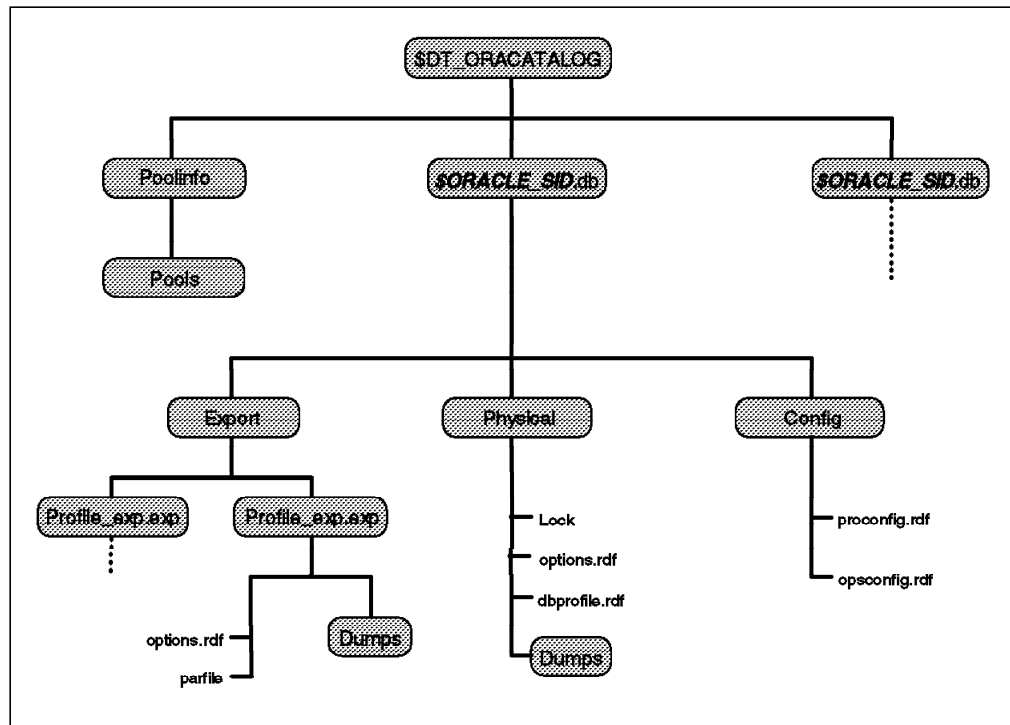 $DT_ORACATALOG
Poolinfo
$ORACLE_SID.db
$ORACLE_SID.db
Pools
Export
Physical
Config
Profile_exp.exp
Profile_exp.exp
Lock
proconfig.rdf
options.rdf
opsconfig.rdf
dbprofile.rdf
options.rdf
Dumps
Dumps
parfile